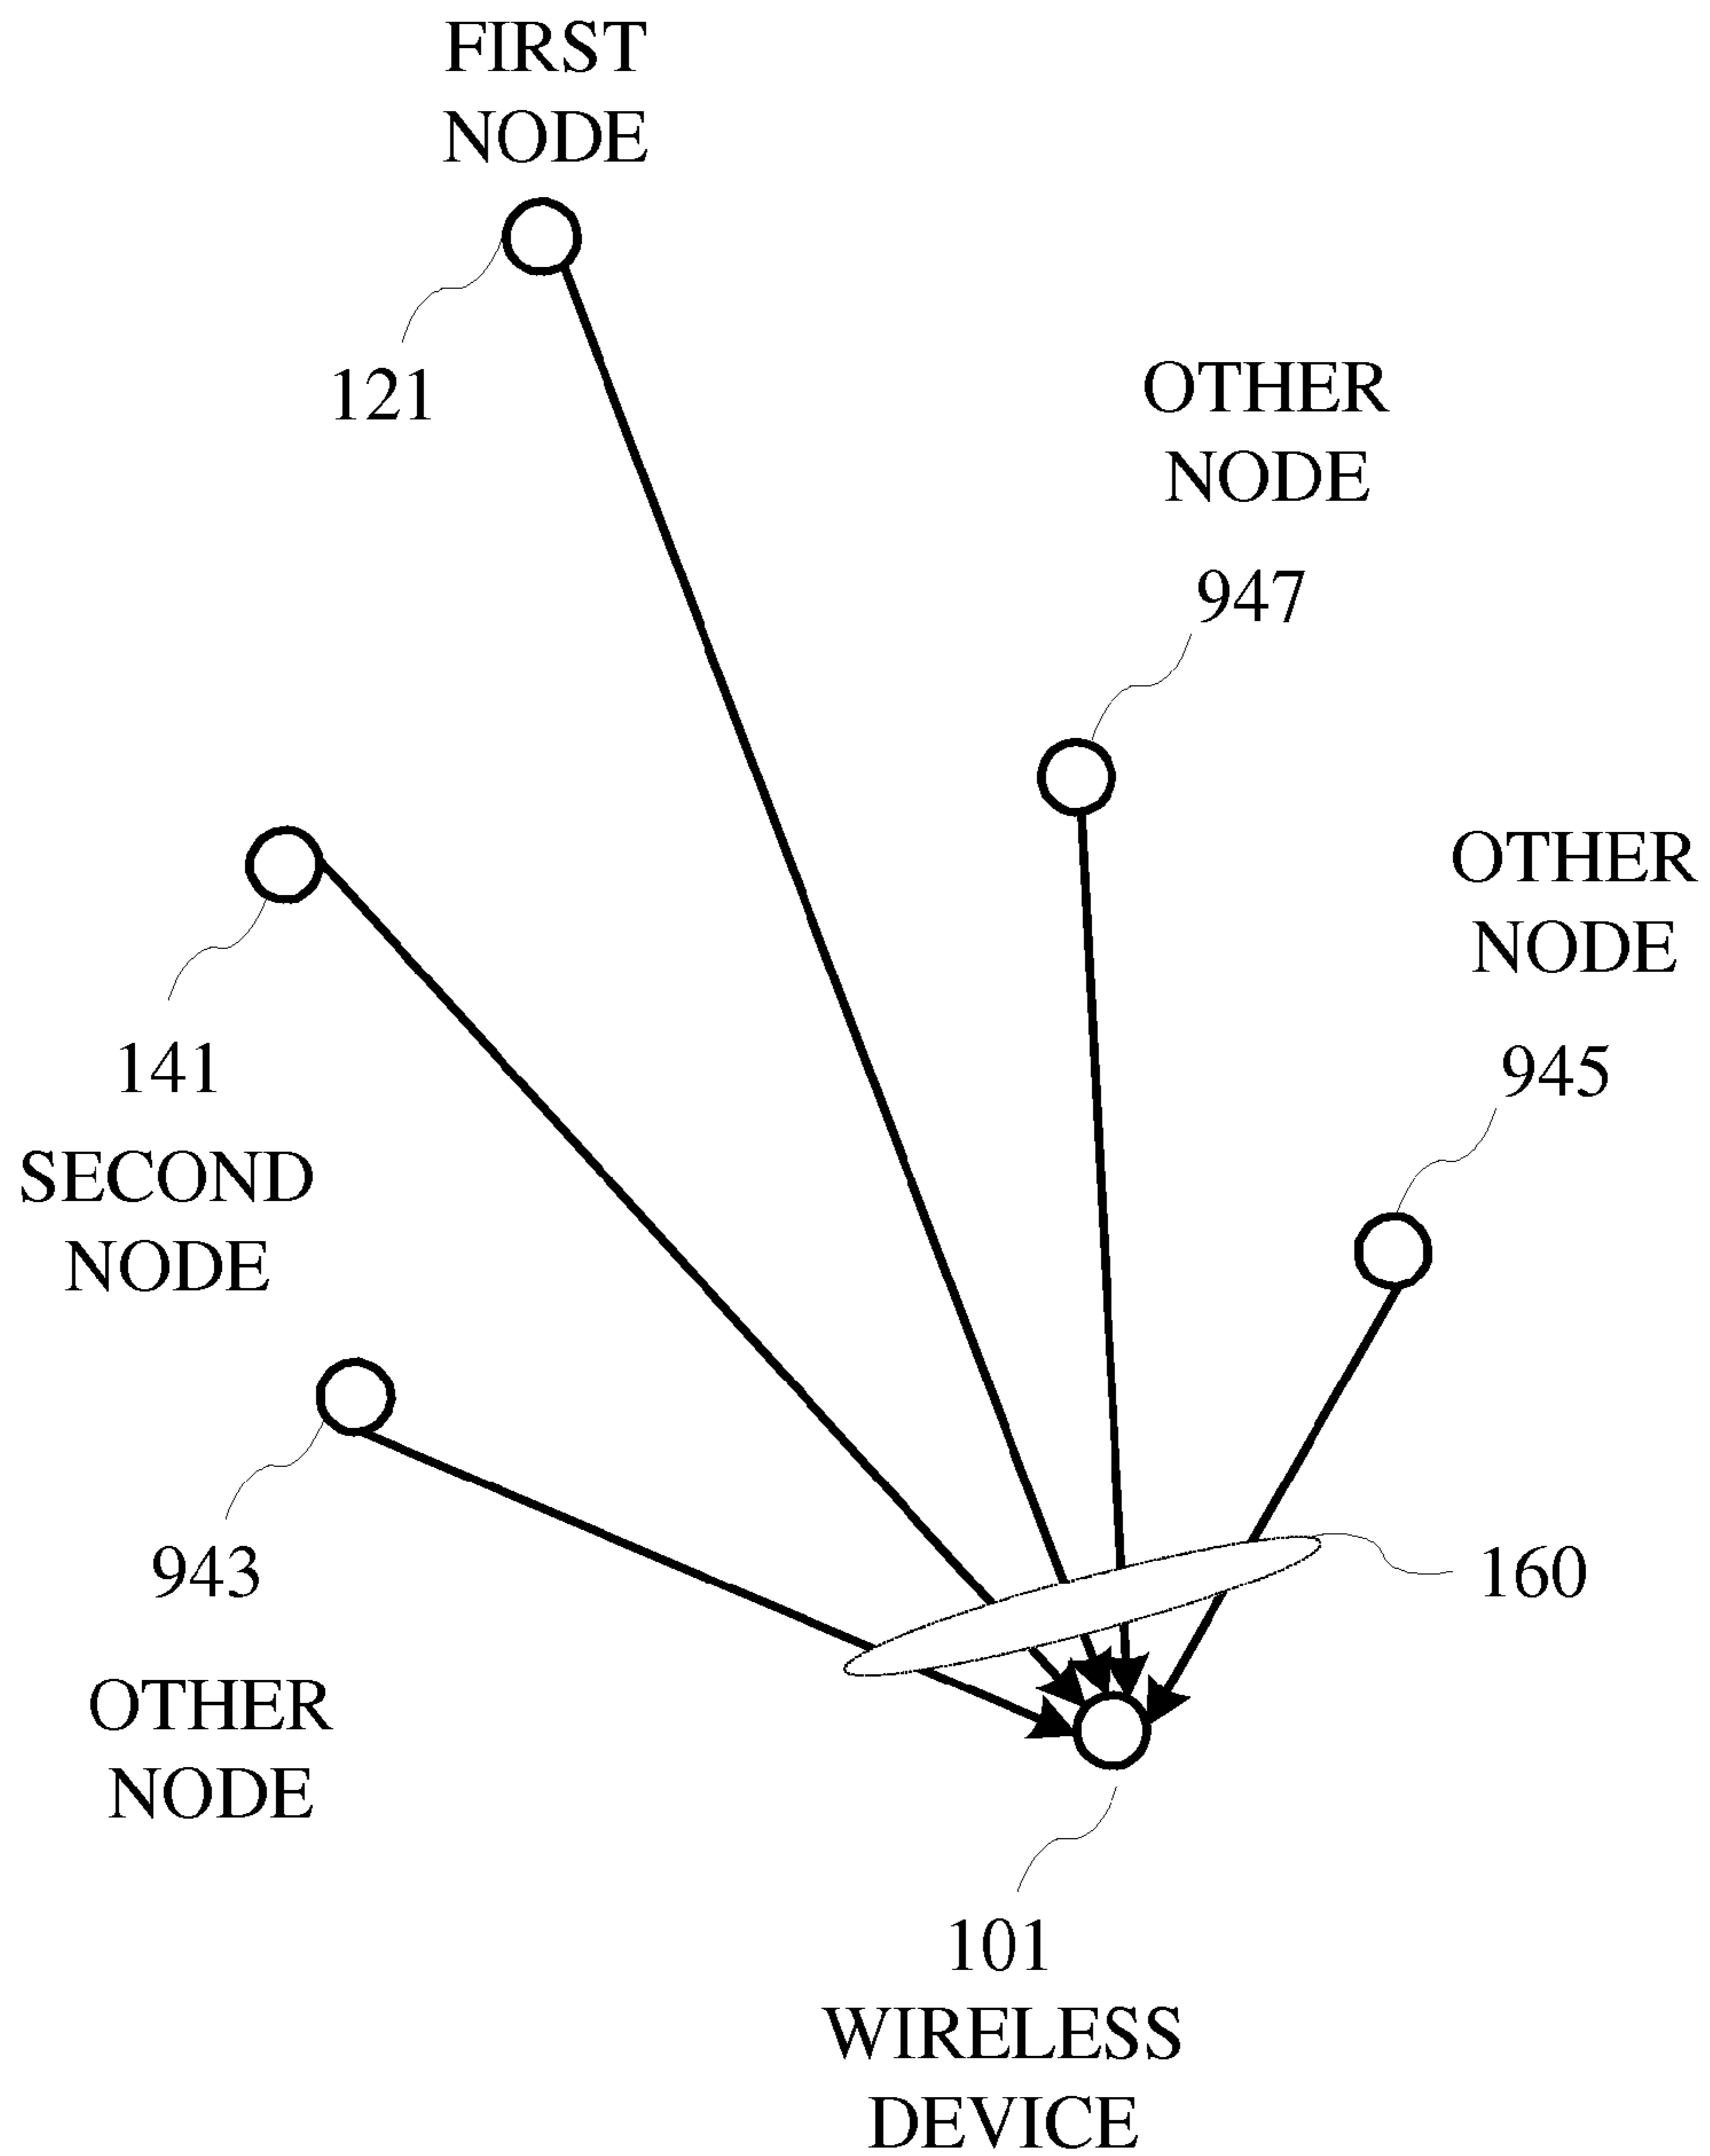 FIRST
NODE
121
OTHER
NODE
947
OTHER
NODE
945
141
SECOND
NODE
943
OTHER
NODE
160
101
WIRELESS
DEVICE